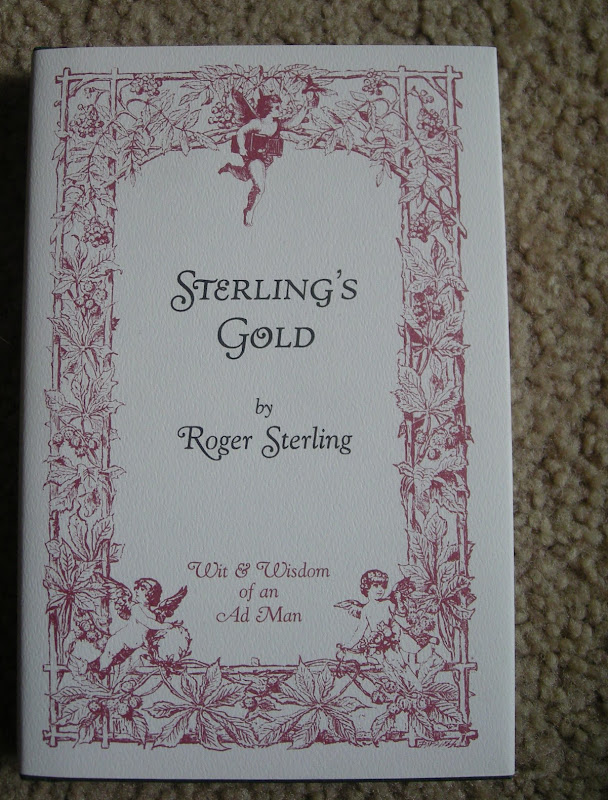 STERLING'S
GOLD
by
Roger Sterling
Wit & Wisdom
of an
Ad Man